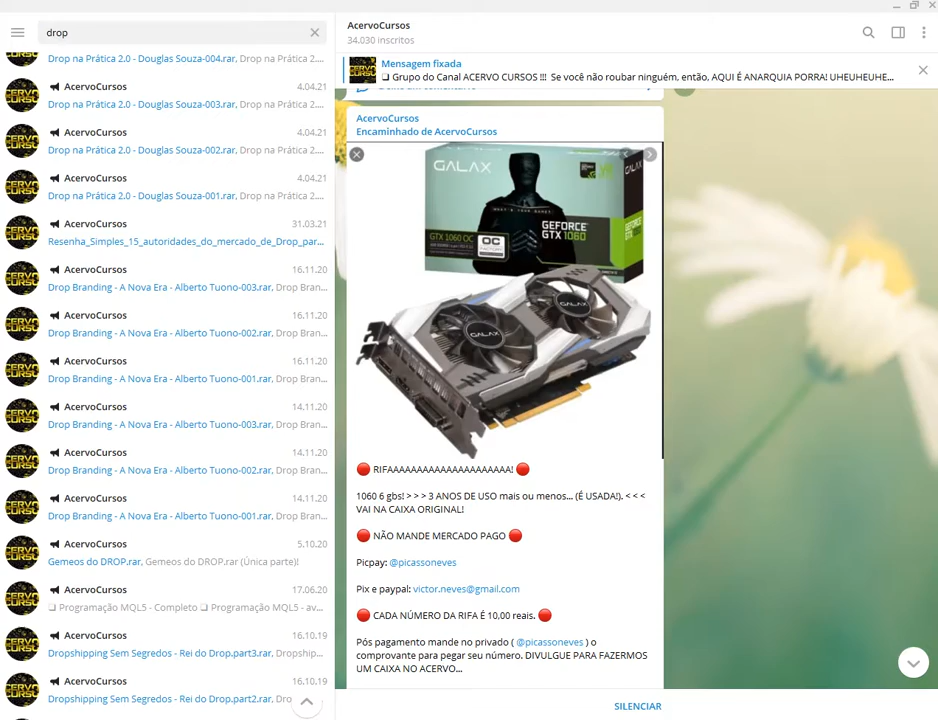 drop
AcervoCursos
34.030 inscritos
Mensagem fixada
❏ Grupo do Canal ACERVO CURSOS !!! Se você não roubar ninguém, então, AQUI É ANARQUIA PORRA! UHEUHEUHE...
Drop na Prática 2.0 - Douglas Souza-004.rar, Drop na Prática 2....
AcervoCursos 4.04.21
Drop na Prática 2.0 - Douglas Souza-003.rar, Drop na Prática 2....
AcervoCursos 4.04.21
Drop na Prática 2.0 - Douglas Souza-002.rar, Drop na Prática 2....
AcervoCursos 4.04.21
Drop na Prática 2.0 - Douglas Souza-001.rar, Drop na Prática 2....
AcervoCursos 31.03.21
Resenha_Simples_15_autoridades_do_mercado_de_Drop_par...
AcervoCursos 16.11.20
Drop Branding - A Nova Era - Alberto Tuono-003.rar, Drop Bran...
AcervoCursos 16.11.20
Drop Branding - A Nova Era - Alberto Tuono-002.rar, Drop Bran...
AcervoCursos 16.11.20
Drop Branding - A Nova Era - Alberto Tuono-001.rar, Drop Bran...
AcervoCursos 14.11.20
Drop Branding - A Nova Era - Alberto Tuono-003.rar, Drop Bran...
AcervoCursos 14.11.20
Drop Branding - A Nova Era - Alberto Tuono-002.rar, Drop Bran...
AcervoCursos 14.11.20
Drop Branding - A Nova Era - Alberto Tuono-001.rar, Drop Bran...
AcervoCursos 5.10.20
Gemeos do DROP.rar, Gemeos do DROP.rar (Única parte)!
AcervoCursos 17.06.20
❏ Programação MQL5 - Completo ❏ Programação MQL5 - av...
AcervoCursos 16.10.19
Dropshipping Sem Segredos - Rei do Drop.part3.rar, Dropship...
AcervoCursos 16.10.19
Dropshipping Sem Segredos - Rei do Drop.part2.rar, Dro
AcervoCursos
Encaminhado de AcervoCursos
GALAX
WHAT'S YOUR GAME?
GEFORCE
GTX 1060
GTX 1060 OC
OC
GEFORCE GTX
GALAX
GALAX
🔴 RIFAAAAAAAAAAAAAAAAAAAAA! 🔴
1060 6 gbs! > > > 3 ANOS DE USO mais ou menos... (É USADA!). < < <
VAI NA CAIXA ORIGINAL!
🔴 NÃO MANDE MERCADO PAGO 🔴
Picpay: @picassoneves
Pix e paypal: victor.neves@gmail.com
🔴 CADA NÚMERO DA RIFA É 10,00 reais. 🔴
Pós pagamento mande no privado ( @picassoneves ) o
comprovante para pegar seu número. DIVULGUE PARA FAZERMOS
UM CAIXA NO ACERVO...
SILENCIAR